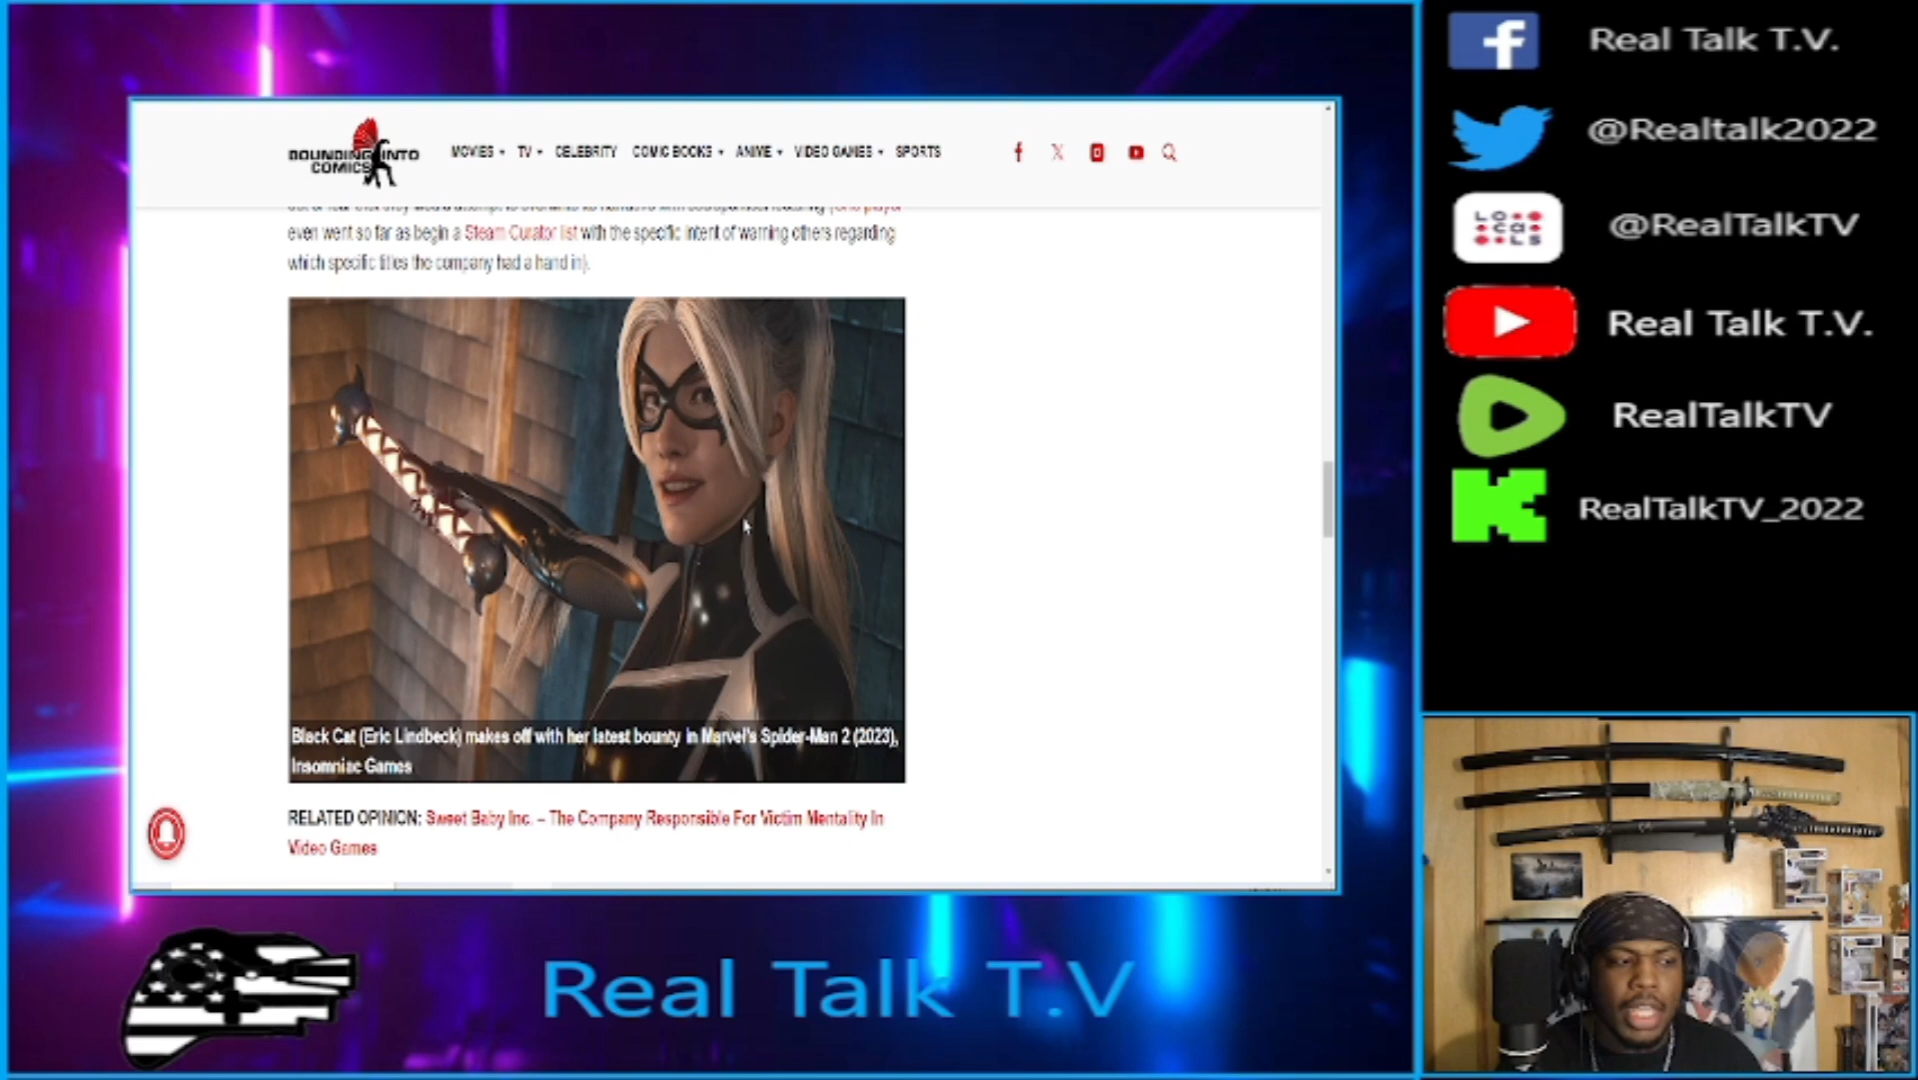 BOUNDING INTO
COMICS
MOVIES TV CELEBRITY COMIC BOOKS ANIME VIDEO GAMES SPORTS
even went so far as begin a Steam Curator list with the specific intent of warning others regarding
which specific titles the company had a hand in).
Black Cat (Eric Lindbeck) makes off with her latest bounty in Marvel's Spider-Man 2 (2023),
Insomniac Games
RELATED OPINION: Sweet Baby Inc. – The Company Responsible For Victim Mentality In
Video Games
Real Talk T.V
Real Talk T.V.
@Realtalk2022
LOcaLS
@RealTalkTV
Real Talk T.V.
RealTalkTV
RealTalkTV_2022